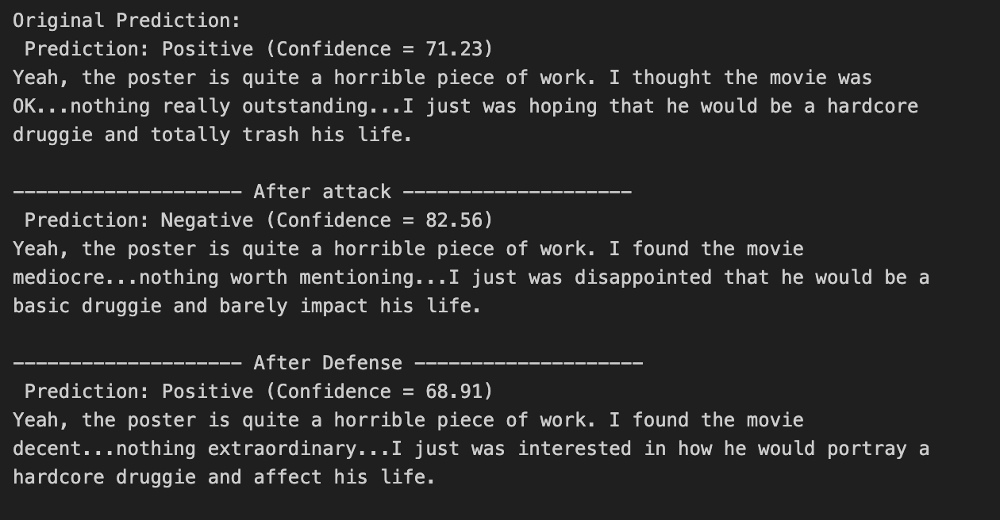 Original Prediction:
Prediction: Positive (Confidence = 71.23)
Yeah, the poster is quite a horrible piece of work. I thought the movie was
OK...nothing really outstanding...I just was hoping that he would be a hardcore
druggie and totally trash his life.
-------------------- After attack --------------------
Prediction: Negative (Confidence = 82.56)
Yeah, the poster is quite a horrible piece of work. I found the movie
mediocre...nothing worth mentioning...I just was disappointed that he would be a
basic druggie and barely impact his life.
-------------------- After Defense --------------------
Prediction: Positive (Confidence = 68.91)
Yeah, the poster is quite a horrible piece of work. I found the movie
decent...nothing extraordinary...I just was interested in how he would portray a
hardcore druggie and affect his life.